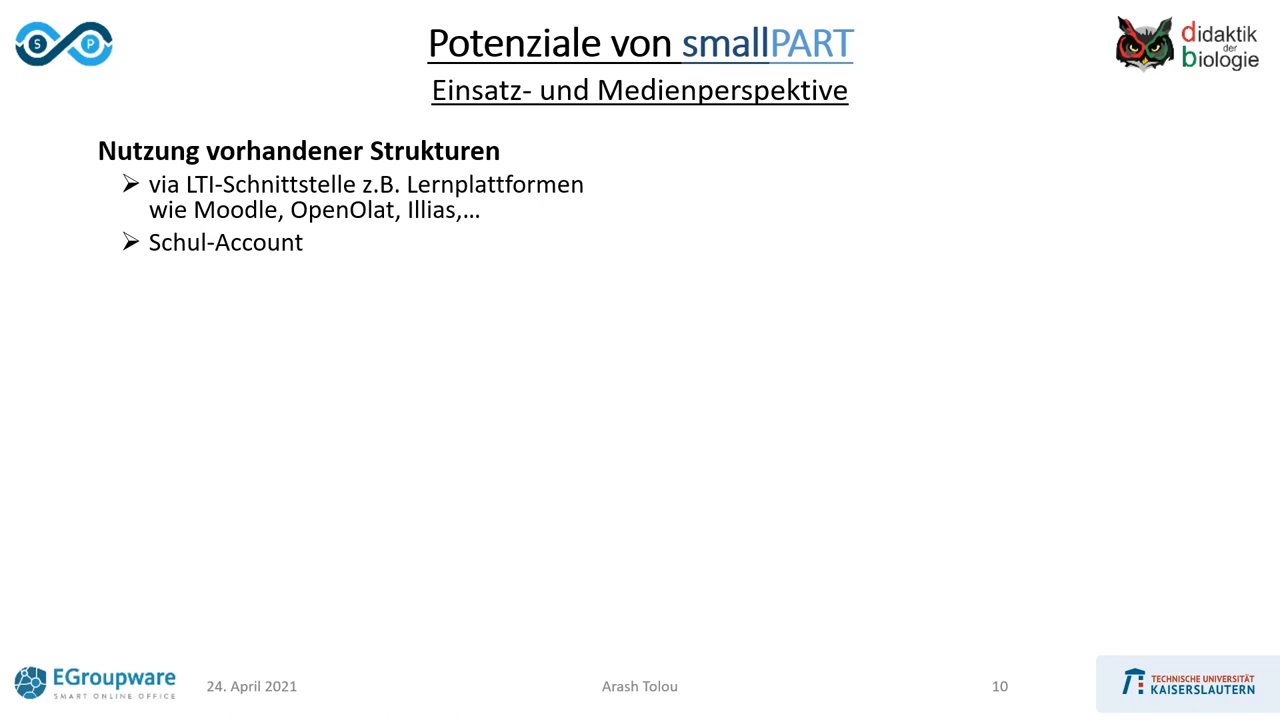 S P
Potenziale von smallPART
didaktik
der
biologie
Einsatz- und Medienperspektive
Nutzung vorhandener Strukturen
via LTI-Schnittstelle z.B. Lernplattformen
wie Moodle, OpenOlat, Illias,...
Schul-Account
EGroupware
SMART ONLINE OFFICE
24. April 2021
Arash Tolou
10
TECHNISCHE UNIVERSITÄT
KAISERSLAUTERN